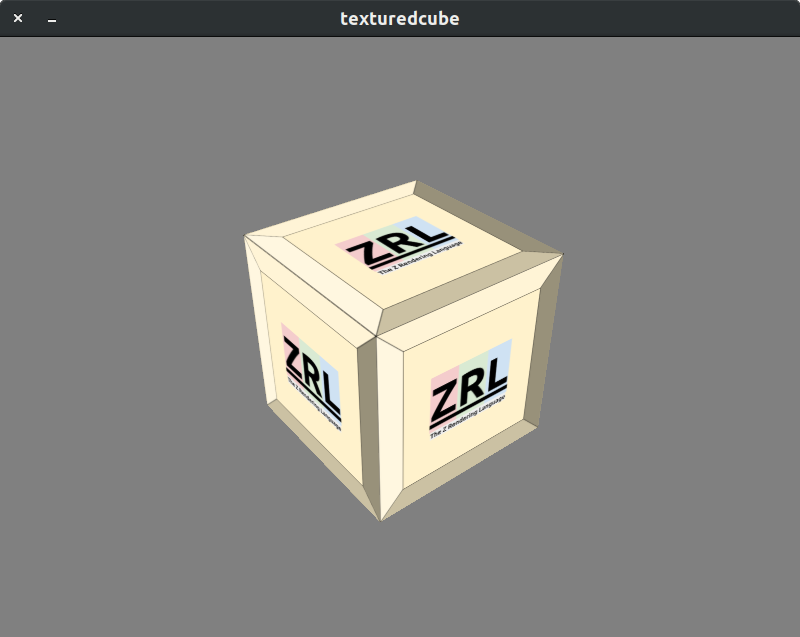 texturedcube
ZRL
The Z Rendering Language
ZRL
The Z Rendering Language
ZRL
The Z Rendering Language